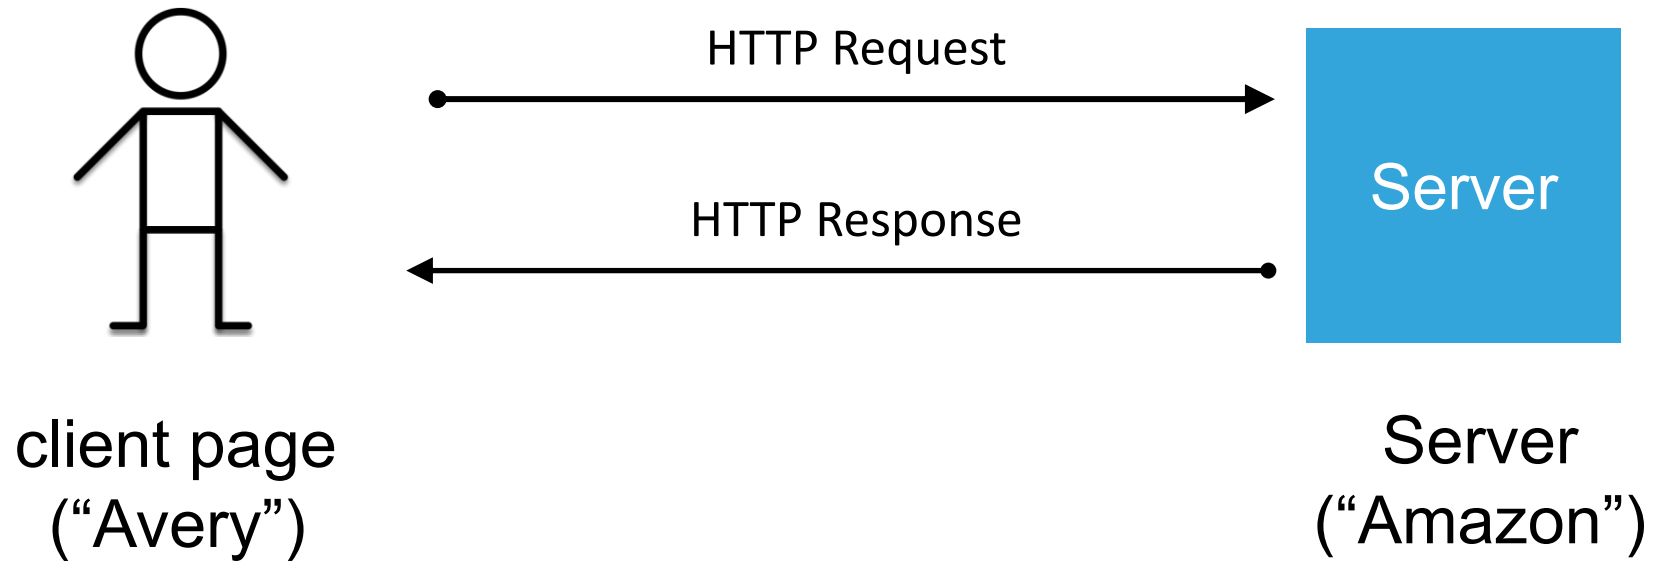 HTTP Request
Server
HTTP Response
client page
(“Avery”)
Server
(“Amazon”)